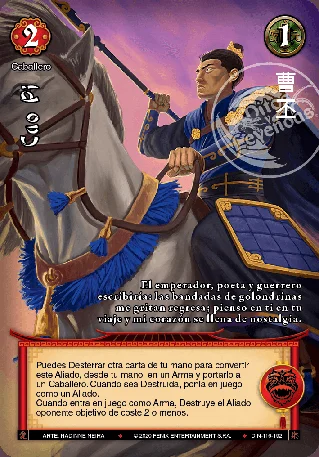 2
1
Caballero
Cao Pi
曹丕
El emperador, poeta y guerrero
escribiría: las bandadas de golondrinas
me gritan regresa; pienso en ti en tu
viaje y mi corazón se llena de nostalgia.
Puedes Desterrar otra carta de tu mano para convertir
este Aliado, desde tu mano, en un Arma y portarlo a
un Caballero. Cuando sea Destruida, ponla en juego
como un Aliado.
Cuando entra en juego como Arma, Destruye el Aliado
oponente objetivo de coste 2 o menos.
ARTE: NADINNE NEIRA
© 2020 FENIX ENTERTAINMENT S.P.A.